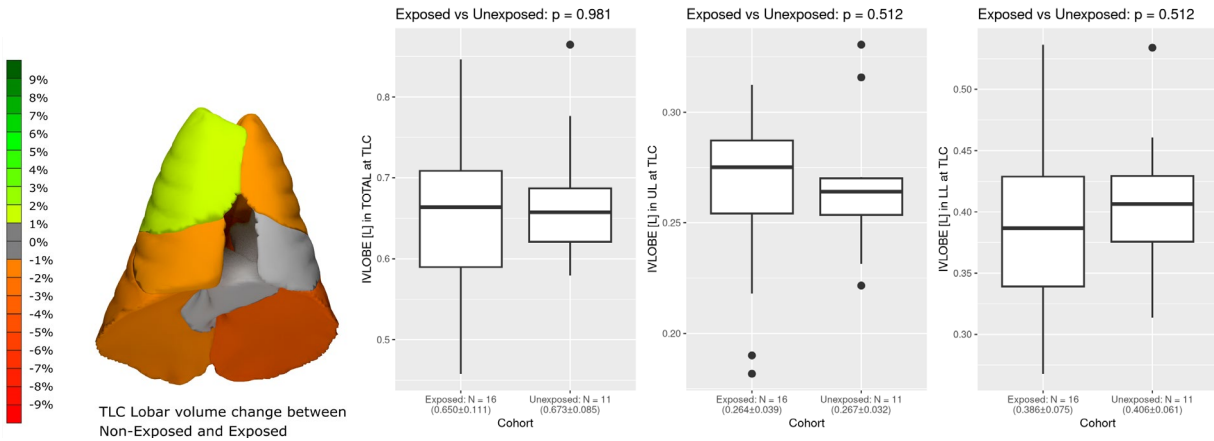 9%
8%
7%
6%
5%
4%
3%
2%
1%
0%
-1%
-2%
-3%
-4%
-5%
-6%
-7%
-8%
-9%
TLC Lobar volume change between
Non-Exposed and Exposed
Exposed vs Unexposed: p = 0.981
IVLOBE [L] in TOTAL at TLC
0.8
0.7
0.6
0.5
Exposed: N = 16
(0.650±0.111)
Unexposed: N = 11
(0.673±0.085)
Cohort
Exposed vs Unexposed: p = 0.512
IVLOBE [L] in UL at TLC
0.30
0.25
0.20
Exposed: N = 16
(0.264±0.039)
Unexposed: N = 11
(0.267±0.032)
Cohort
Exposed vs Unexposed: p = 0.512
IVLOBE [L] in LL at TLC
0.50
0.45
0.40
0.35
0.30
Exposed: N = 16
(0.386±0.075)
Unexposed: N = 11
(0.406±0.061)
Cohort